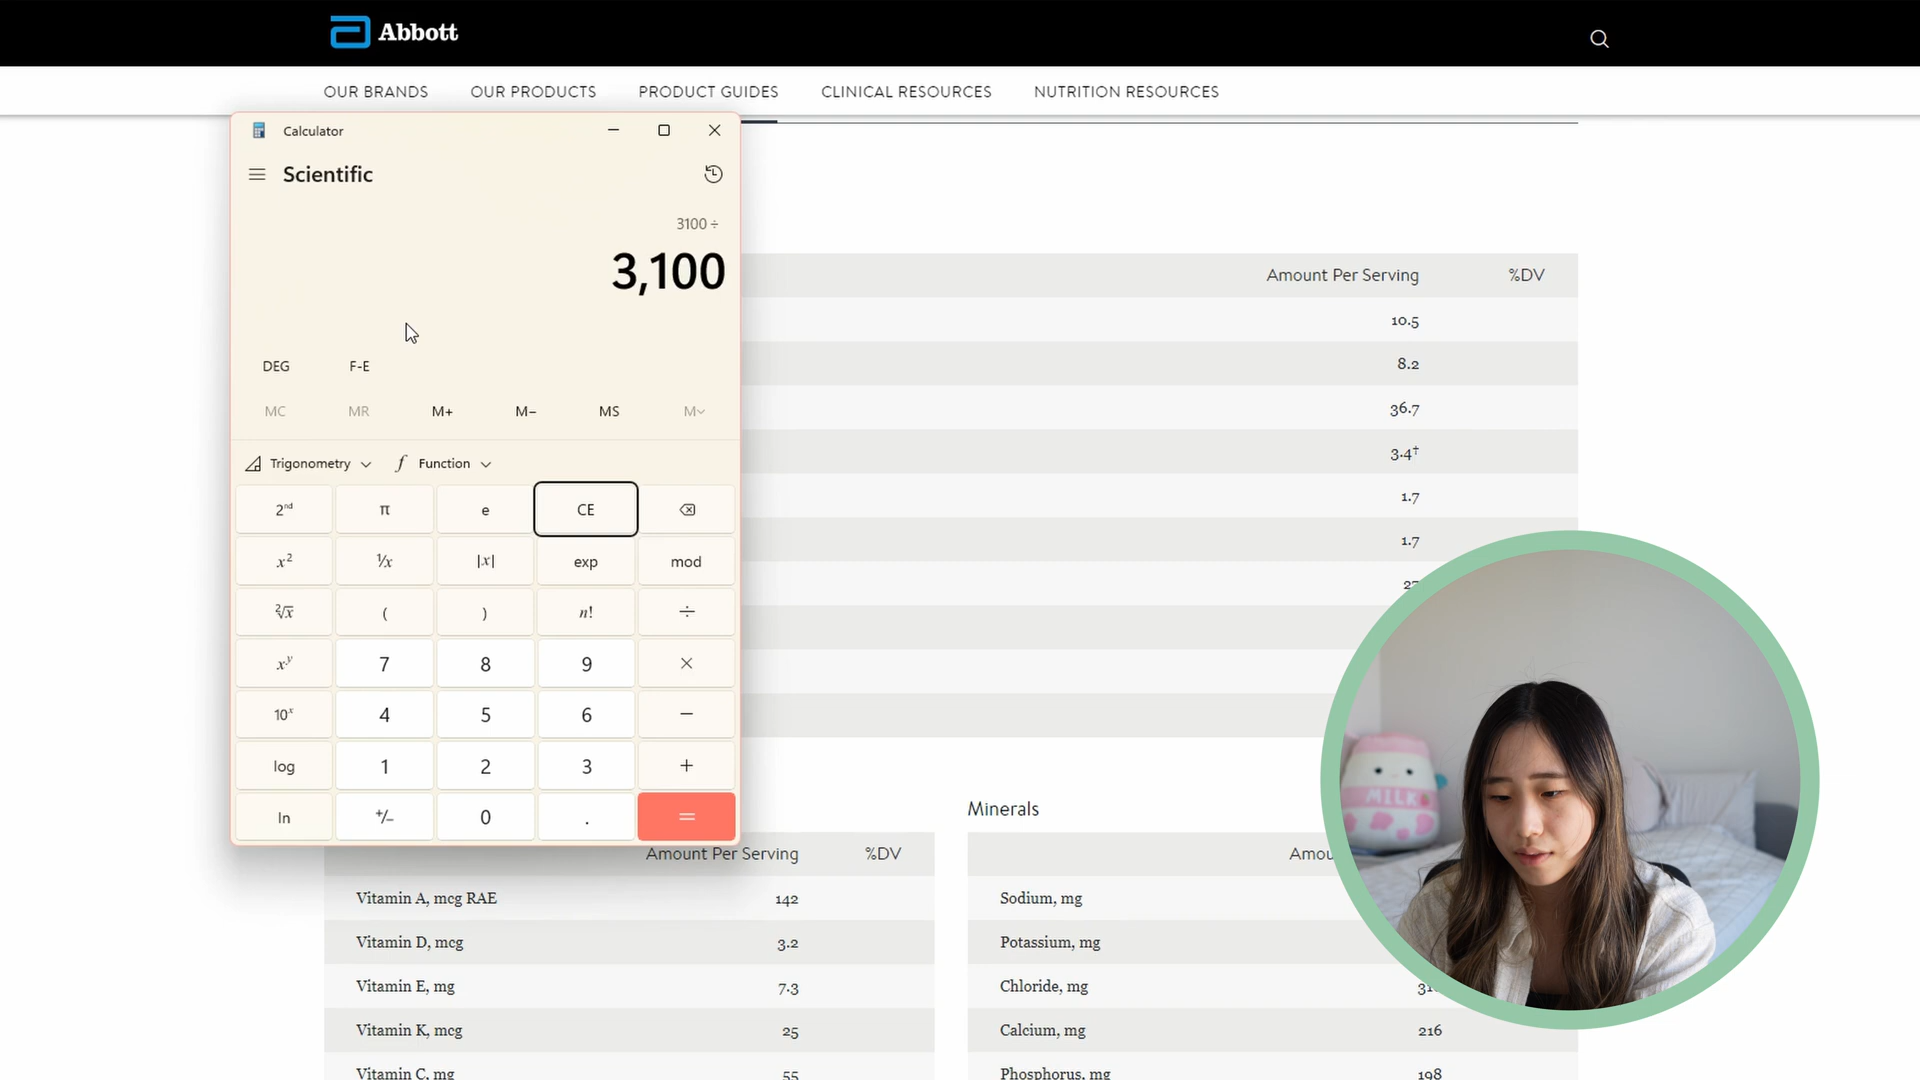 Abbott
OUR BRANDS OUR PRODUCTS PRODUCT GUIDES CLINICAL RESOURCES NUTRITION RESOURCES
Calculator
Scientific
3100 ÷
3,100
DEG F-E
MC MR M+ M− MS M
Trigonometry f Function
2nd π e CE
x² ¹/x |x| exp mod
²√x ( ) n! ÷
xʸ 7 8 9 ×
10ˣ 4 5 6 −
log 1 2 3 +
ln +/− 0 . =
Amount Per Serving %DV
10.5
8.2
36.7
3.4†
1.7
1.7
Minerals
Amount Per Serving %DV
Vitamin A, mcg RAE 142
Vitamin D, mcg 3.2
Vitamin E, mg 7.3
Vitamin K, mcg 25
Vitamin C, mg 55
Sodium, mg
Potassium, mg
Chloride, mg
Calcium, mg 216
Phosphorus, mg 198
MILK